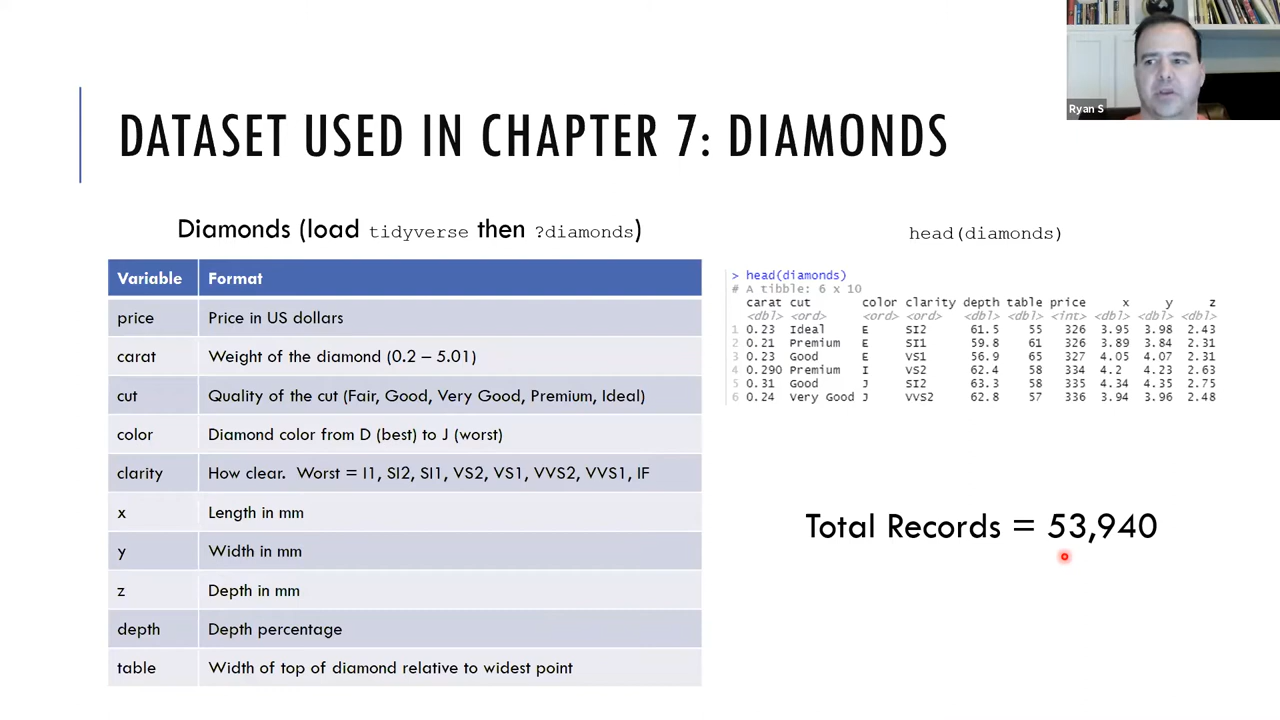 Ryan S
DATASET USED IN CHAPTER 7: DIAMONDS
Diamonds (load tidyverse then ?diamonds)
Variable Format
price Price in US dollars
carat Weight of the diamond (0.2 – 5.01)
cut Quality of the cut (Fair, Good, Very Good, Premium, Ideal)
color Diamond color from D (best) to J (worst)
clarity How clear. Worst = I1, SI2, SI1, VS2, VS1, VVS2, VVS1, IF
x Length in mm
y Width in mm
z Depth in mm
depth Depth percentage
table Width of top of diamond relative to widest point
head(diamonds)
> head(diamonds)
# A tibble: 6 x 10
carat cut color clarity depth table price x y z
<dbl> <ord> <ord> <ord> <dbl> <dbl> <int> <dbl> <dbl> <dbl>
1 0.23 Ideal E SI2 61.5 55 326 3.95 3.98 2.43
2 0.21 Premium E SI1 59.8 61 326 3.89 3.84 2.31
3 0.23 Good E VS1 56.9 65 327 4.05 4.07 2.31
4 0.290 Premium I VS2 62.4 58 334 4.2 4.23 2.63
5 0.31 Good J SI2 63.3 58 335 4.34 4.35 2.75
6 0.24 Very Good J VVS2 62.8 57 336 3.94 3.96 2.48
Total Records = 53,940